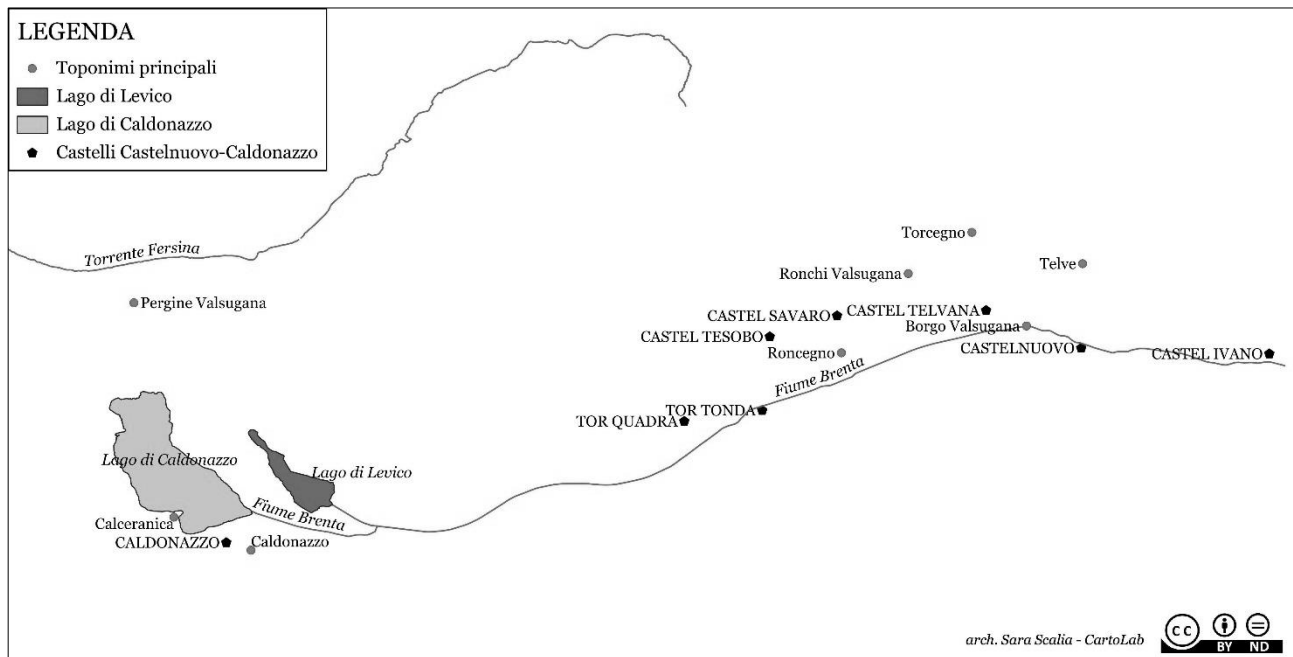 LEGENDA
Toponimi principali
Lago di Levico
Lago di Caldonazzo
Castelli Castelnuovo-Caldonazzo
Torrente Fersina
Pergine Valsugana
Torcegno
Telve
Ronchi Valsugana
CASTEL SAVARO
CASTEL TELVANA
Borgo Valsugana
CASTEL TESOBO
Roncegno
CASTELNUOVO
CASTEL IVANO
Fiume Brenta
TOR TONDA
TOR QUADRA
Lago di Caldonazzo
Lago di Levico
Fiume Brenta
Calceranica
CALDONAZZO
Caldonazzo
arch. Sara Scalia - CartoLab
cc
BY ND